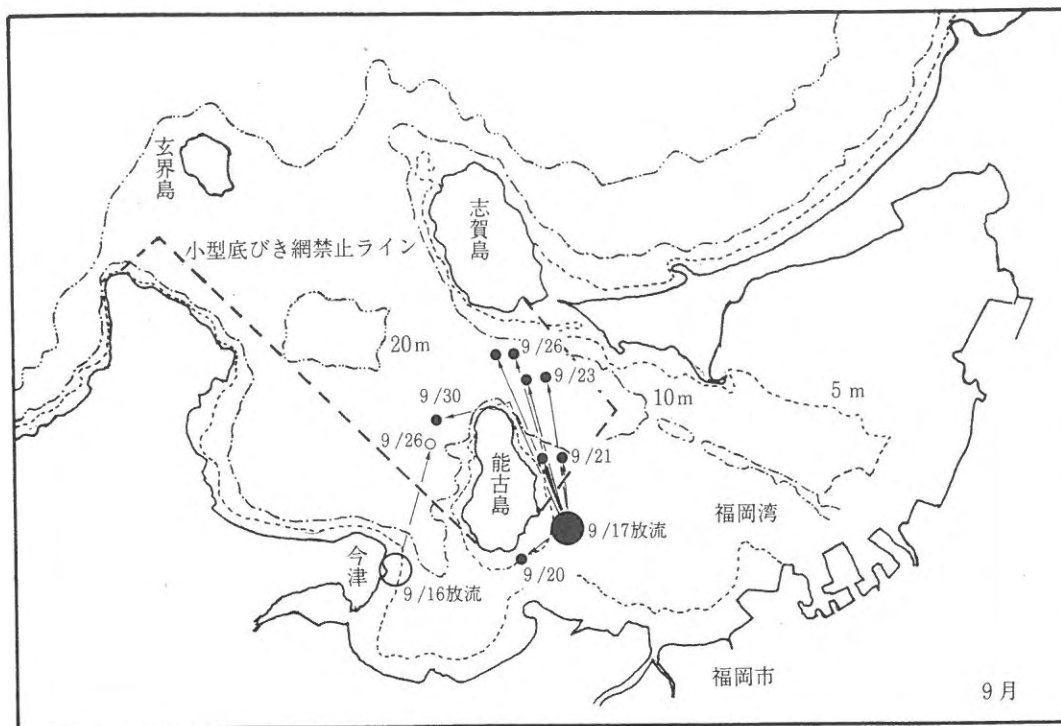 玄界島
志賀島
小型底びき網禁止ライン
20m
9/26
9/23
10m
5 m
9/30
9/26
9/21
能古島
福岡湾
9/17放流
今津
9/20
9/16放流
福岡市
9月